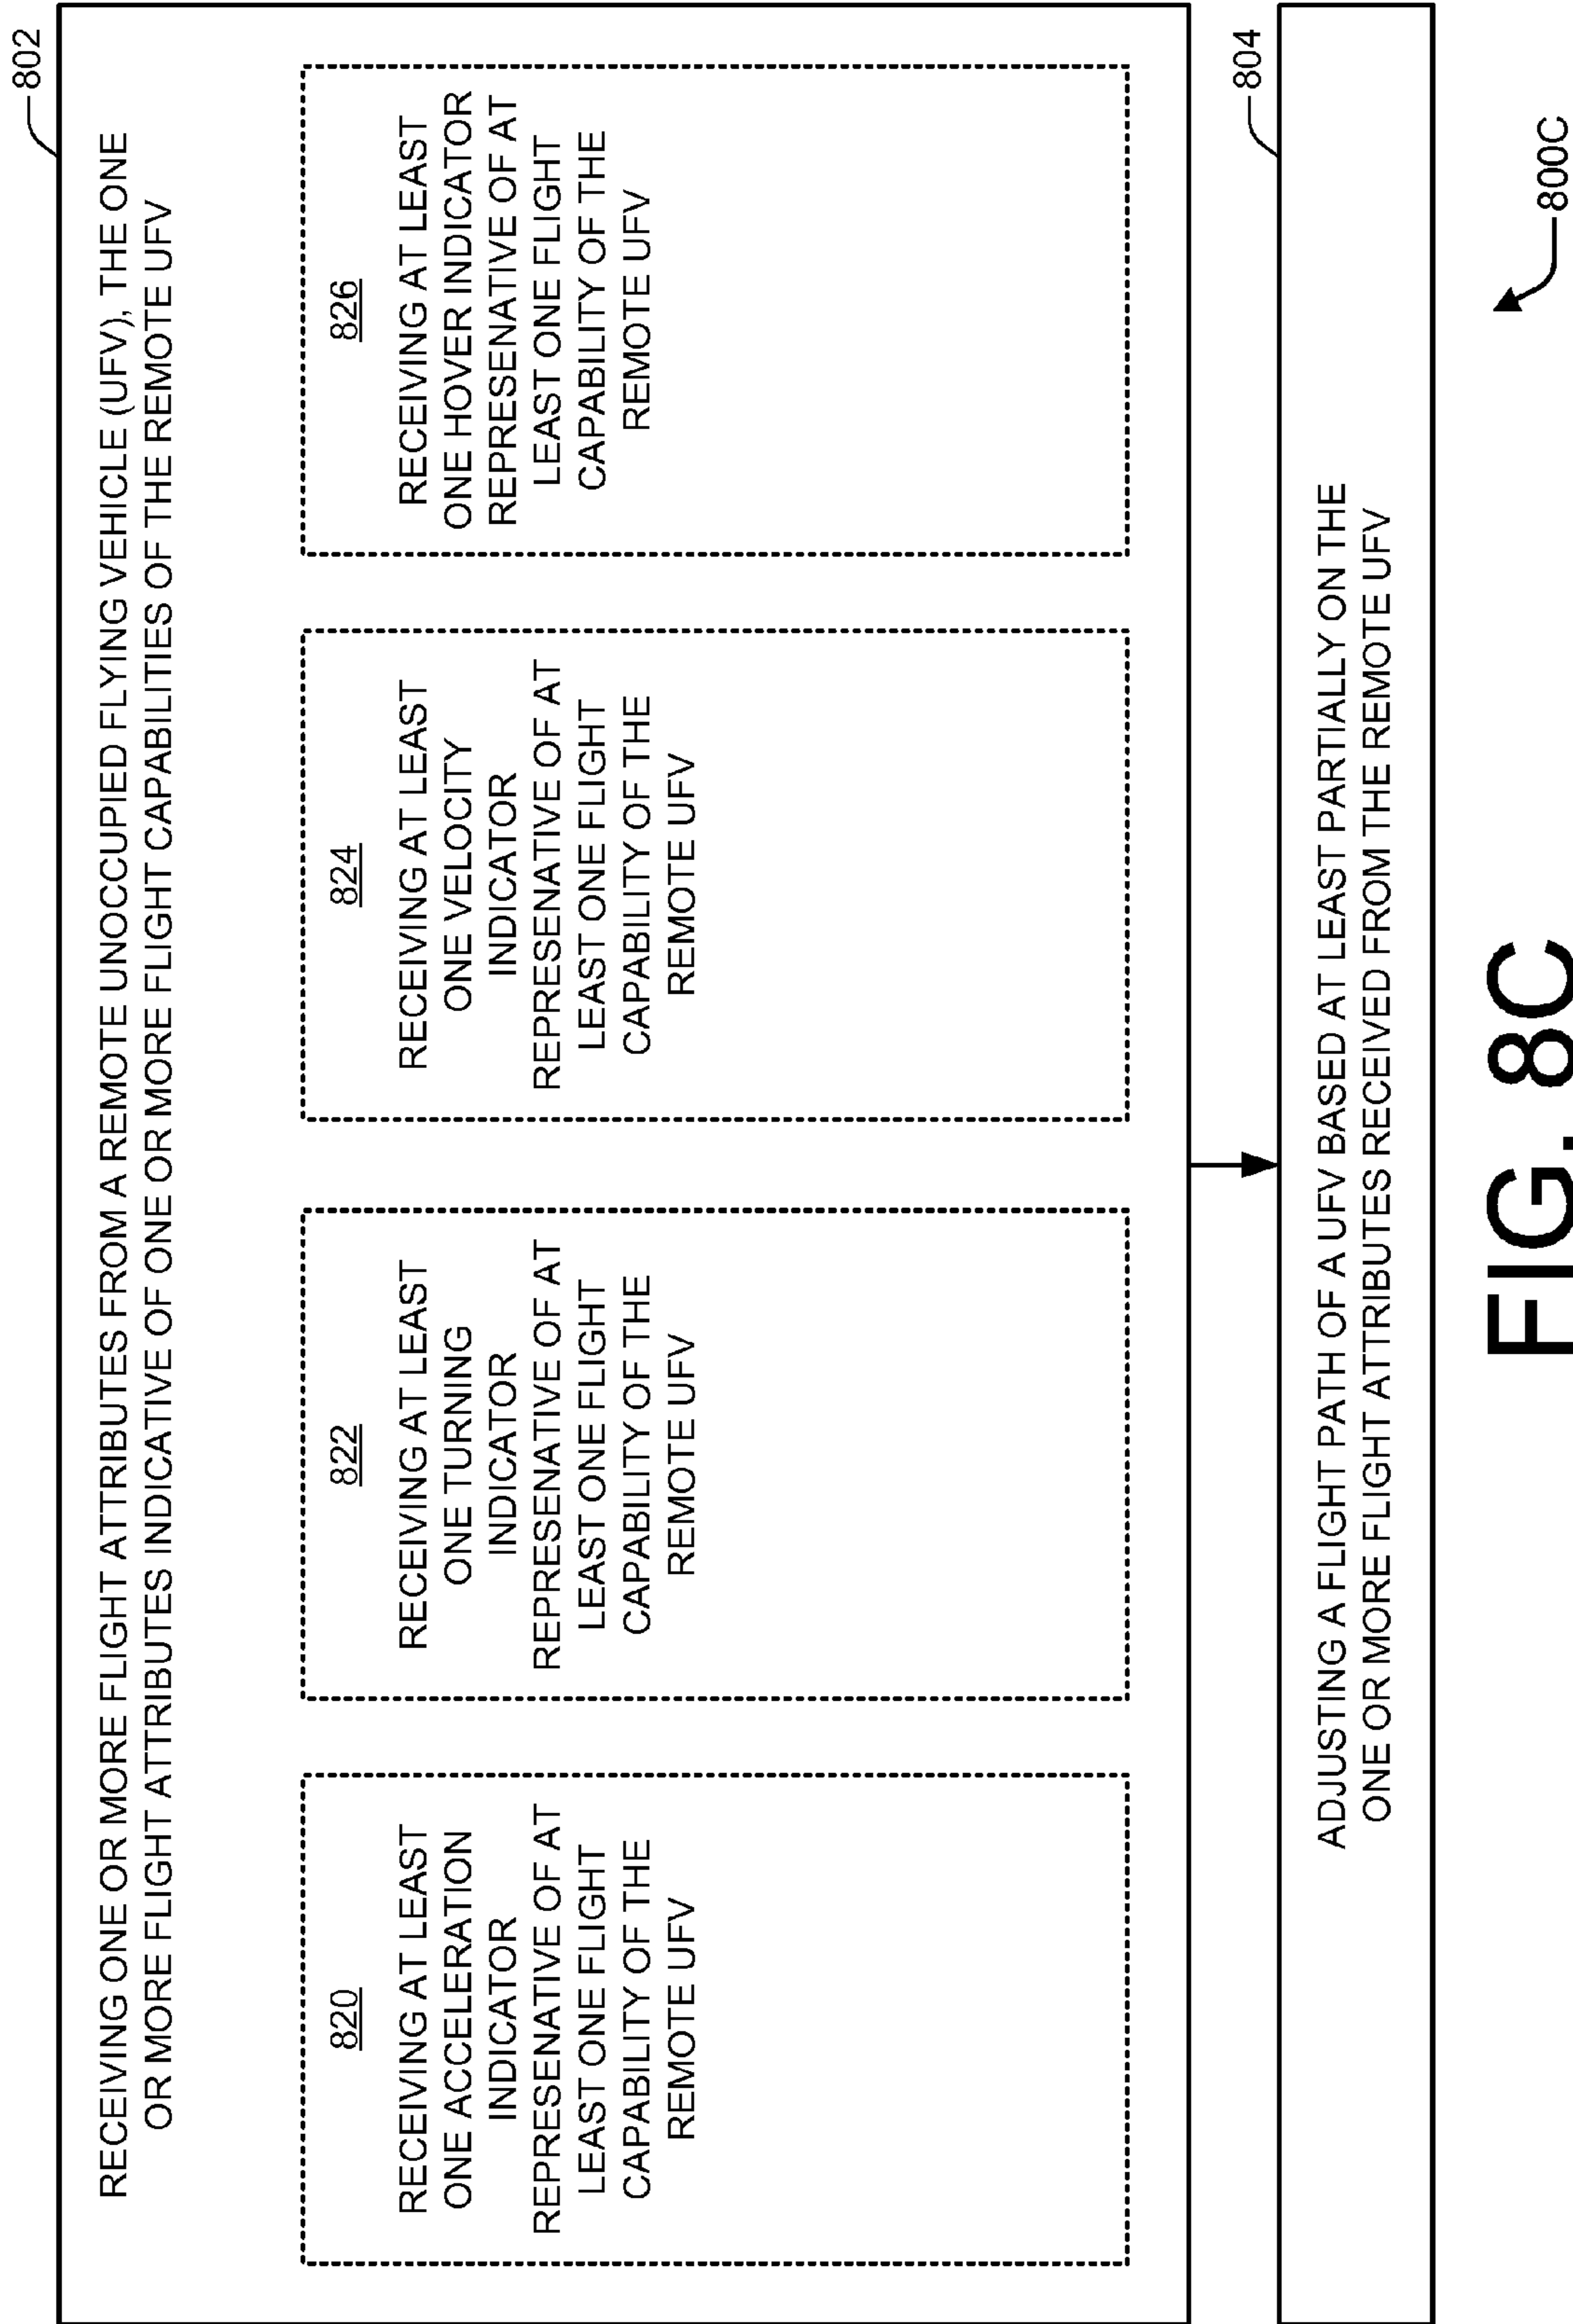 802
RECEIVING ONE OR MORE FLIGHT ATTRIBUTES FROM A REMOTE UNOCCUPIED FLYING VEHICLE (UFV), THE ONE
OR MORE FLIGHT ATTRIBUTES INDICATIVE OF ONE OR MORE FLIGHT CAPABILITIES OF THE REMOTE UFV
820
RECEIVING AT LEAST
ONE ACCELERATION
INDICATOR
REPRESENATIVE OF AT
LEAST ONE FLIGHT
CAPABILITY OF THE
REMOTE UFV
822
RECEIVING AT LEAST
ONE TURNING
INDICATOR
REPRESENATIVE OF AT
LEAST ONE FLIGHT
CAPABILITY OF THE
REMOTE UFV
824
RECEIVING AT LEAST
ONE VELOCITY
INDICATOR
REPRESENATIVE OF AT
LEAST ONE FLIGHT
CAPABILITY OF THE
REMOTE UFV
826
RECEIVING AT LEAST
ONE HOVER INDICATOR
REPRESENATIVE OF AT
LEAST ONE FLIGHT
CAPABILITY OF THE
REMOTE UFV
804
ADJUSTING A FLIGHT PATH OF A UFV BASED AT LEAST PARTIALLY ON THE
ONE OR MORE FLIGHT ATTRIBUTES RECEIVED FROM THE REMOTE UFV
800C
FIG. 8C